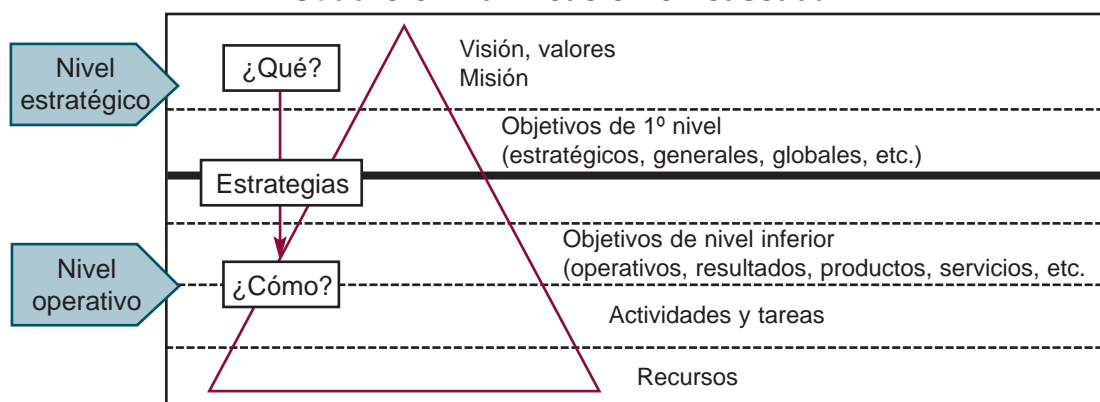 Nivel
estratégico
¿Qué?
Visión, valores
Misión
Objetivos de 1º nivel
(estratégicos, generales, globales, etc.)
Estrategias
Nivel
operativo
¿Cómo?
Objetivos de nivel inferior
(operativos, resultados, productos, servicios, etc.
Actividades y tareas
Recursos